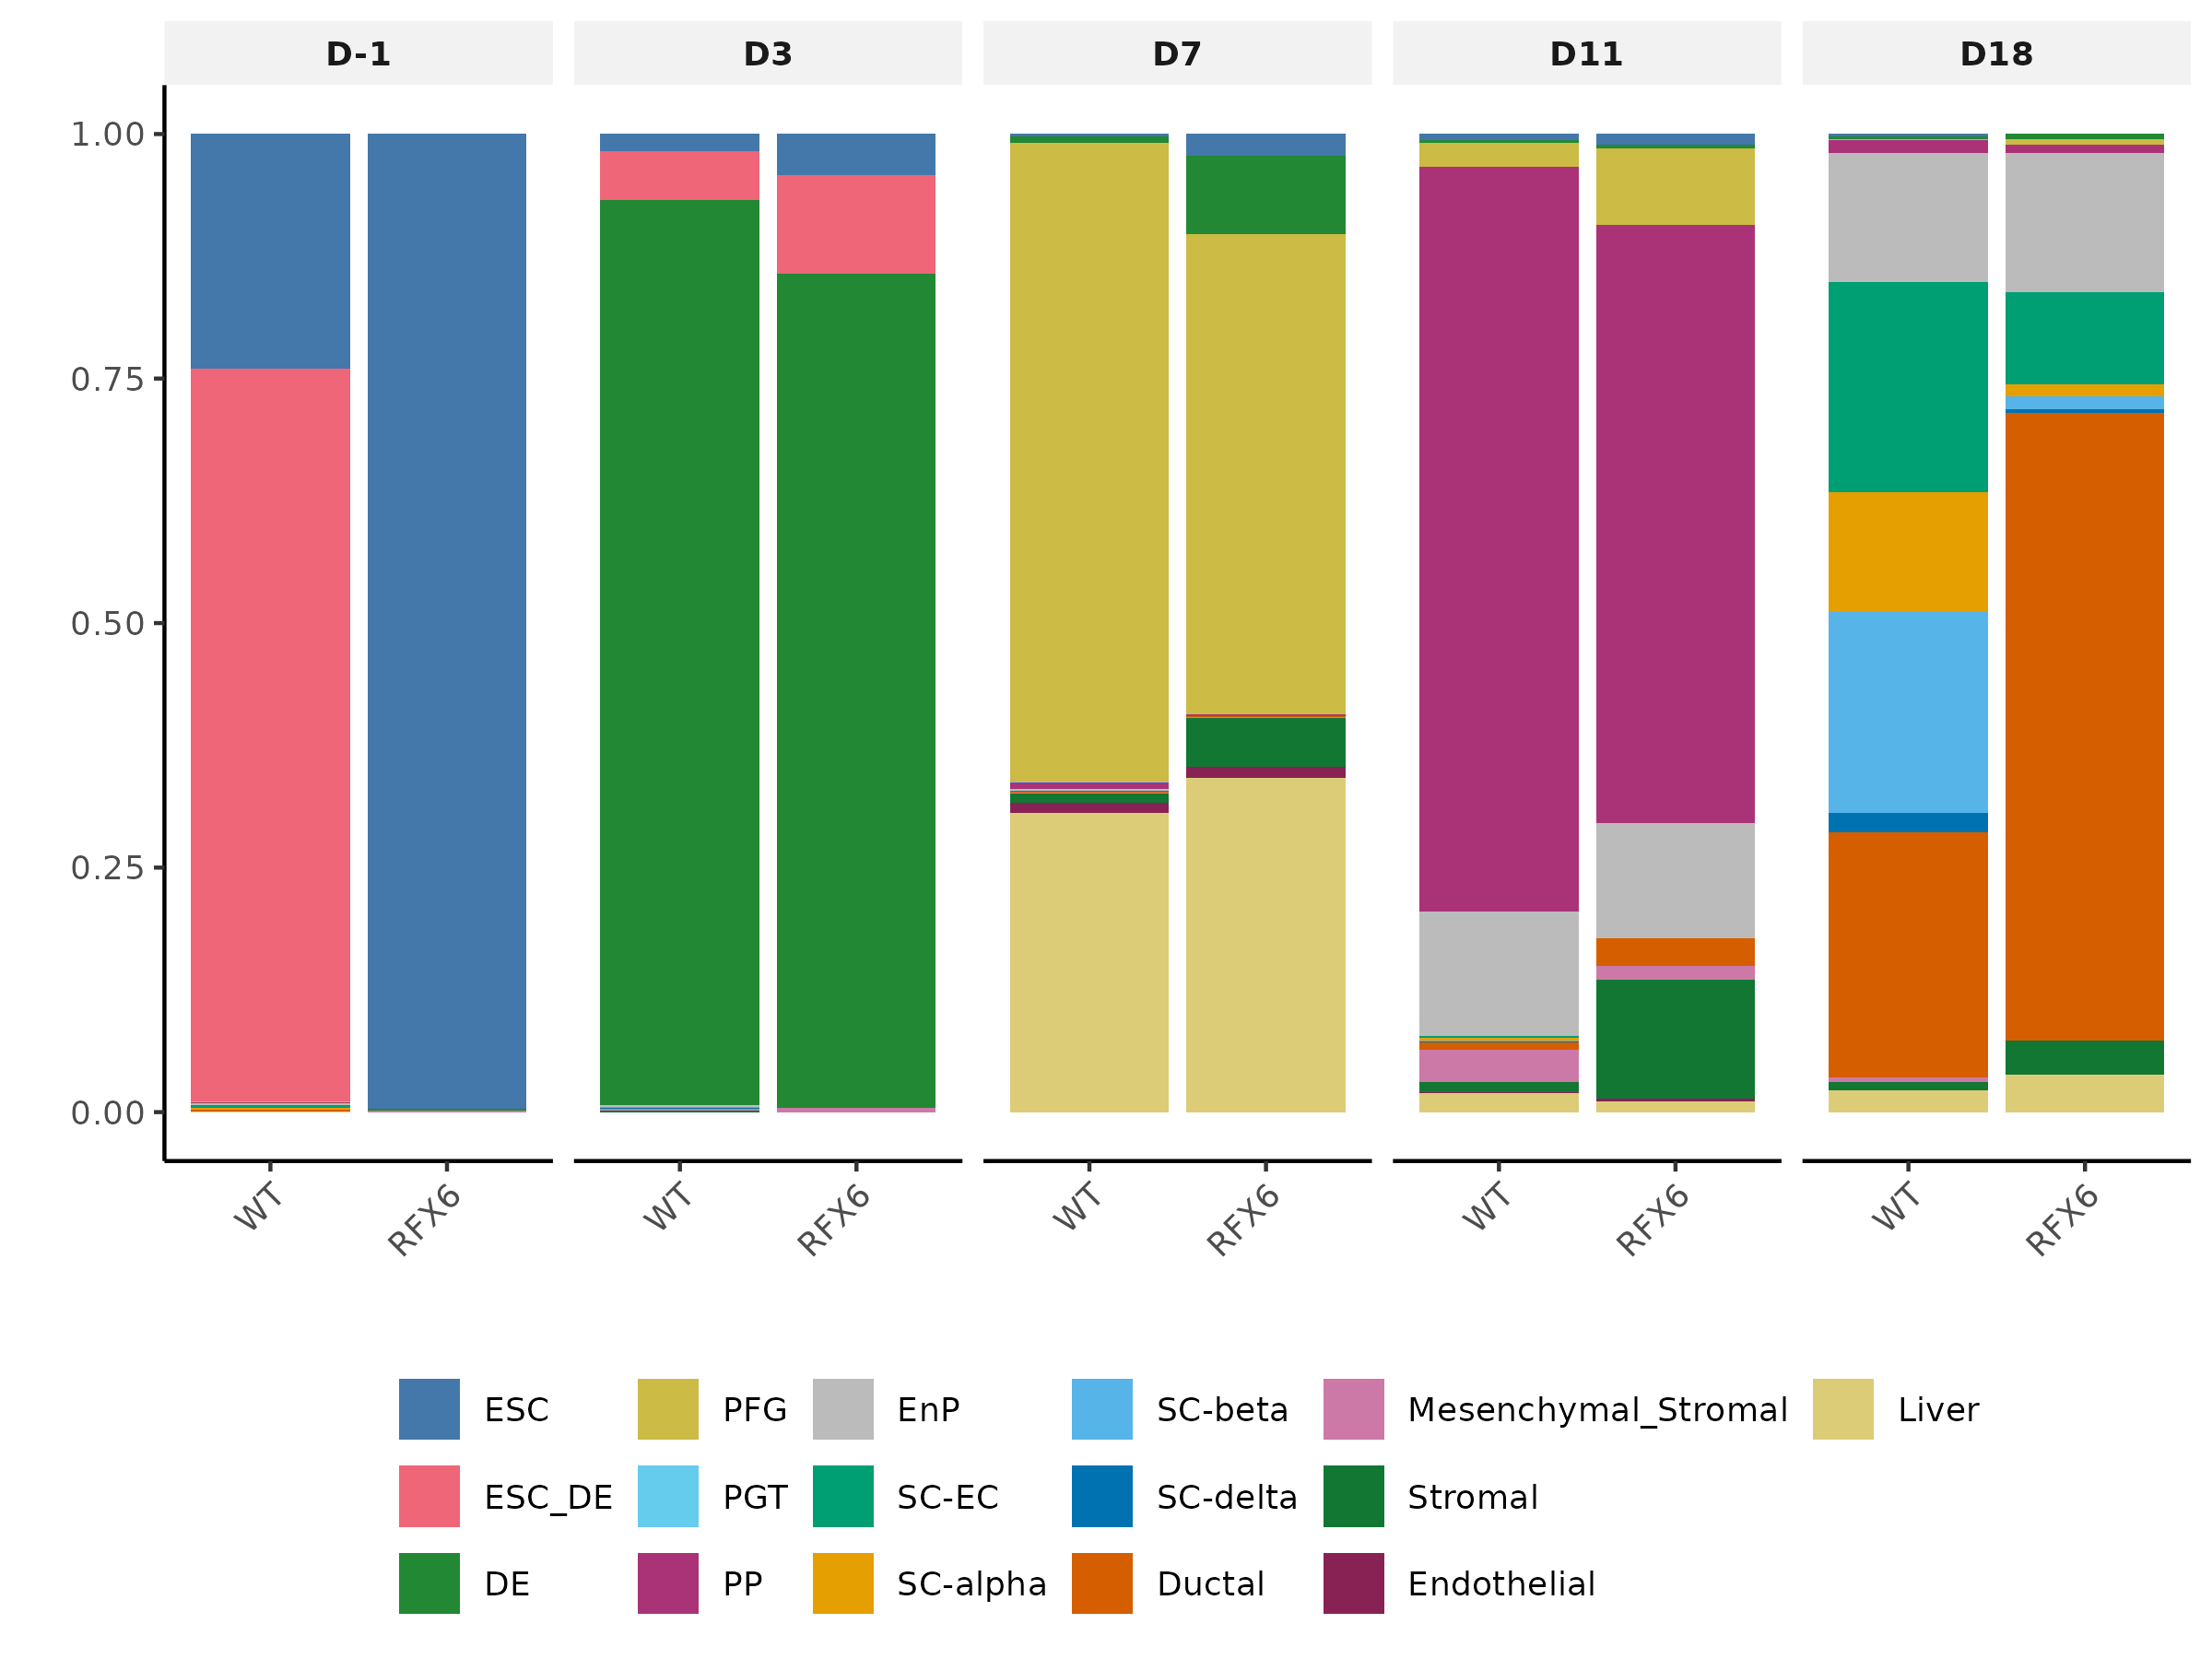 D-1 D3 D7 D11 D18
1.00
0.75
0.50
0.25
0.00
WT RFX6 WT RFX6 WT RFX6 WT RFX6 WT RFX6
ESC PFG EnP SC-beta Mesenchymal_Stromal Liver
ESC_DE PGT SC-EC SC-delta Stromal
DE PP SC-alpha Ductal Endothelial